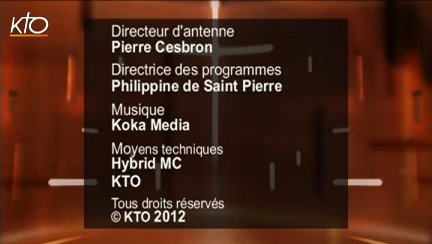 KTO
Directeur d'antenne
Pierre Cesbron
Directrice des programmes
Philippine de Saint Pierre
Musique
Koka Media
Moyens techniques
Hybrid MC
KTO
Tous droits réservés
© KTO 2012